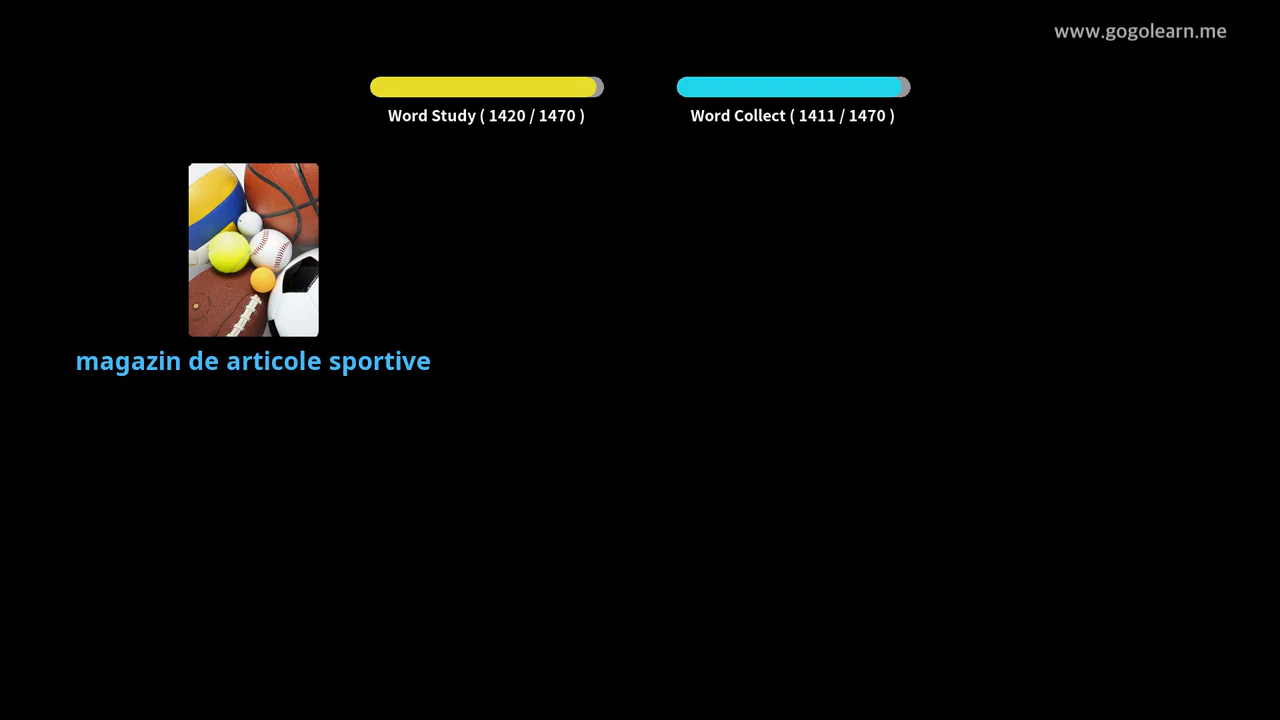 www.gogolearn.me
Word Study ( 1420 / 1470 )
Word Collect ( 1411 / 1470 )
magazin de articole sportive